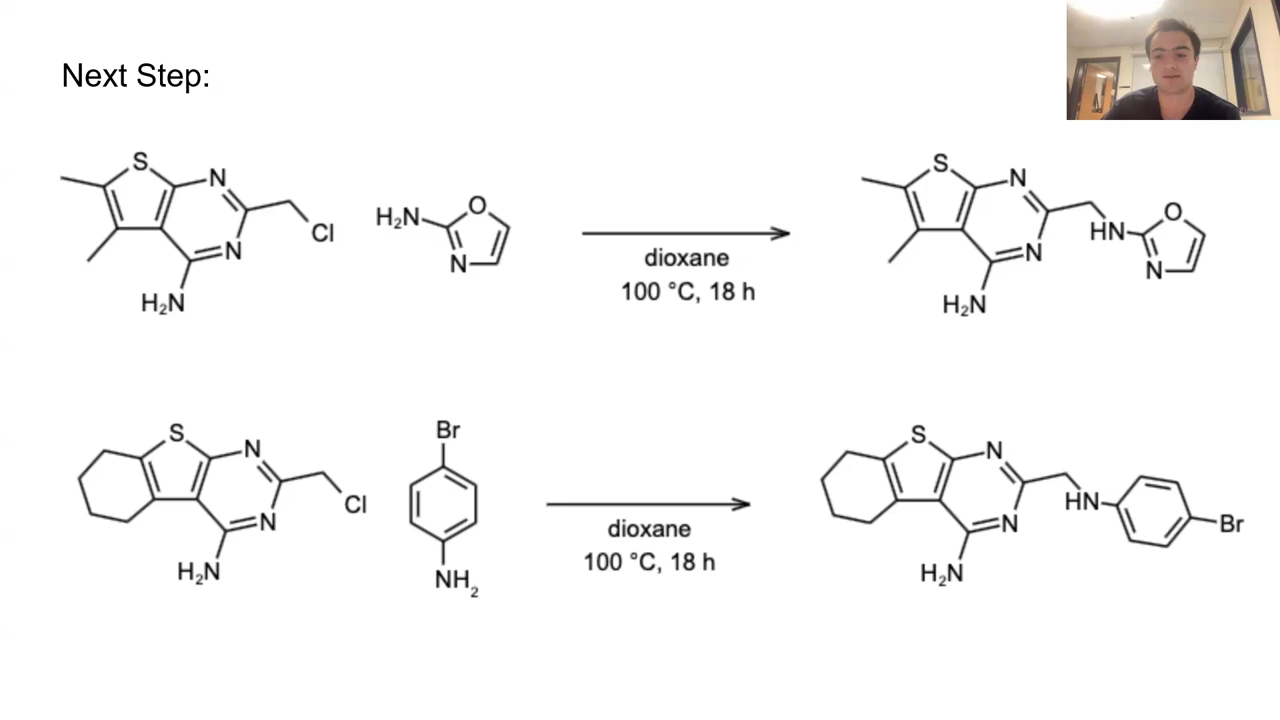 Next Step:
S
N
N
Cl
H₂N
H₂N
O
N
dioxane
100 °C, 18 h
S
N
N
HN
O
N
H₂N
S
N
N
Cl
H₂N
Br
NH₂
dioxane
100 °C, 18 h
S
N
N
HN
Br
H₂N